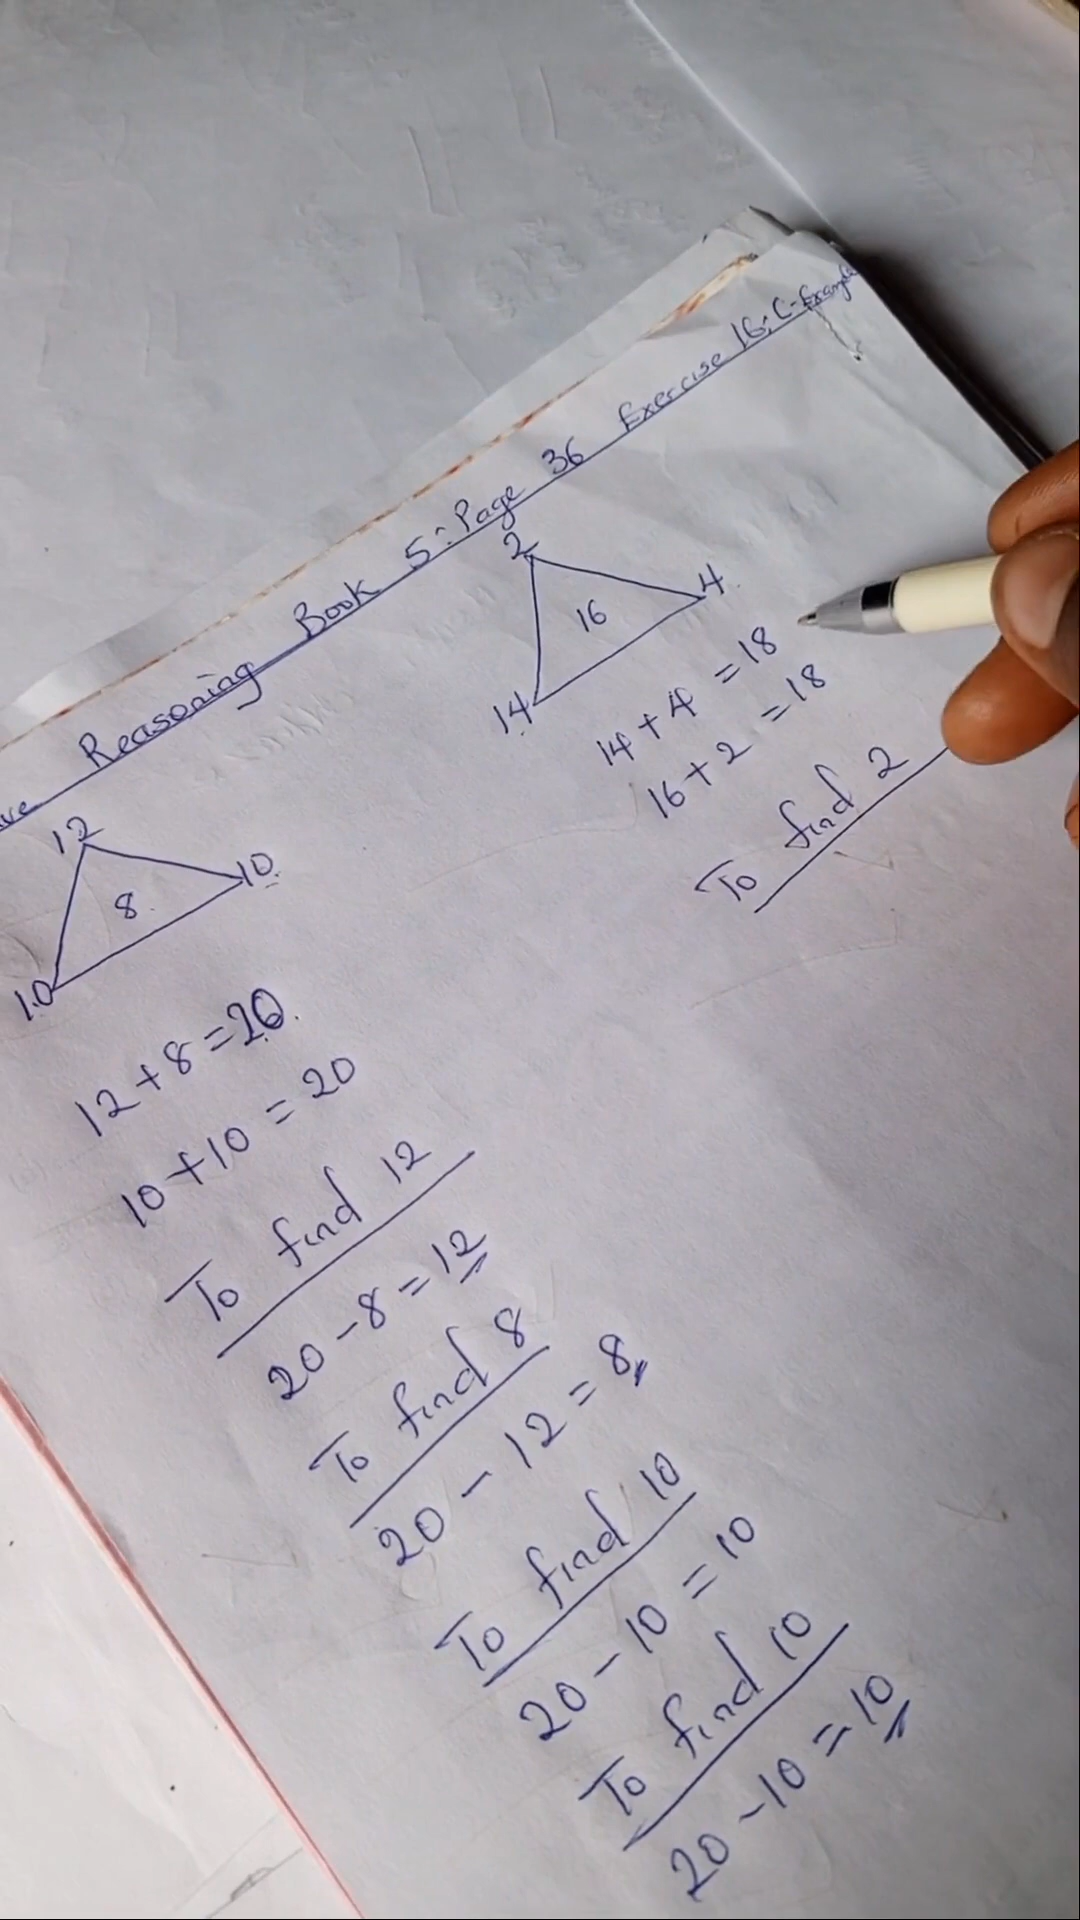 Reasoning Book 5: Page 36 Exercise 16; C-Example
12
10
8
10
12 + 8 = 20
10 + 10 = 20
To find 12
20 - 8 = 12
To find 8
20 - 12 = 8
To find 10
20 - 10 = 10
To find 10
20 - 10 = 10
2
4
16
14
14 + 4 = 18
16 + 2 = 18
To find 2